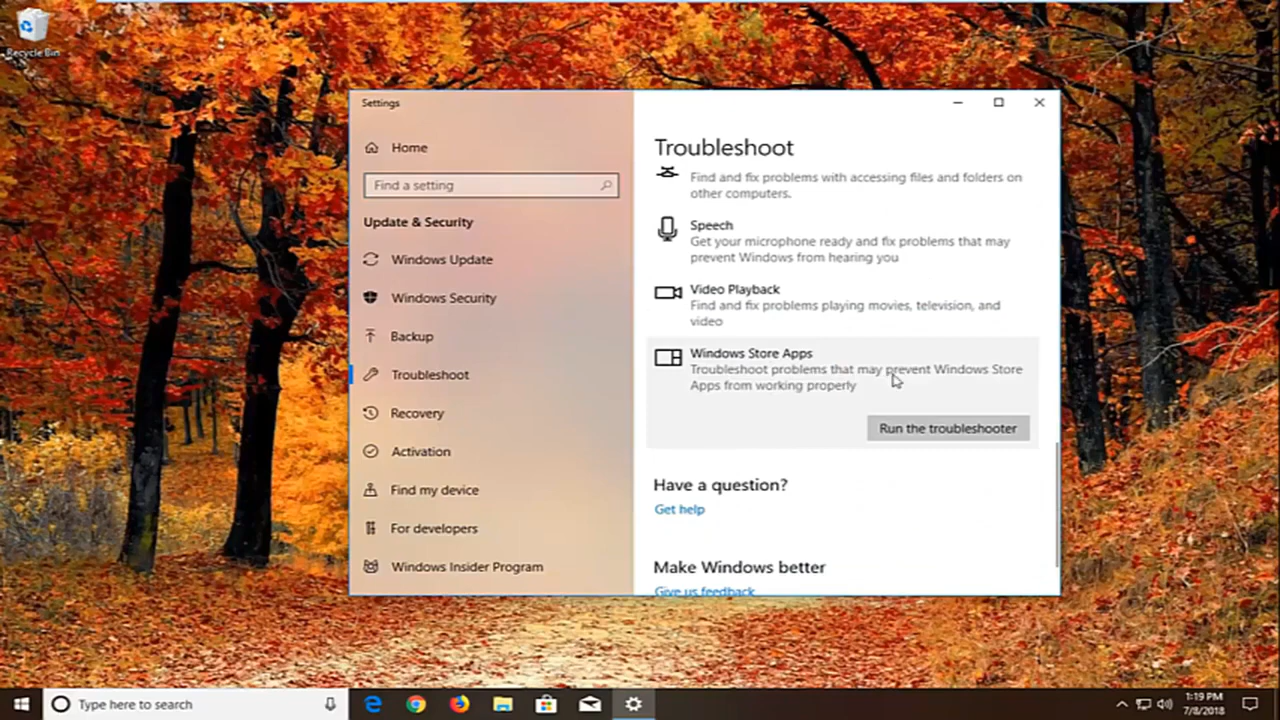 Recycle Bin
Settings
Home
Find a setting
Update & Security
Windows Update
Windows Security
Backup
Troubleshoot
Recovery
Activation
Find my device
For developers
Windows Insider Program
Troubleshoot
Find and fix problems with accessing files and folders on
other computers.
Speech
Get your microphone ready and fix problems that may
prevent Windows from hearing you
Video Playback
Find and fix problems playing movies, television, and
video
Windows Store Apps
Troubleshoot problems that may prevent Windows Store
Apps from working properly
Run the troubleshooter
Have a question?
Get help
Make Windows better
Give us feedback
Type here to search
1:19 PM
7/8/2018